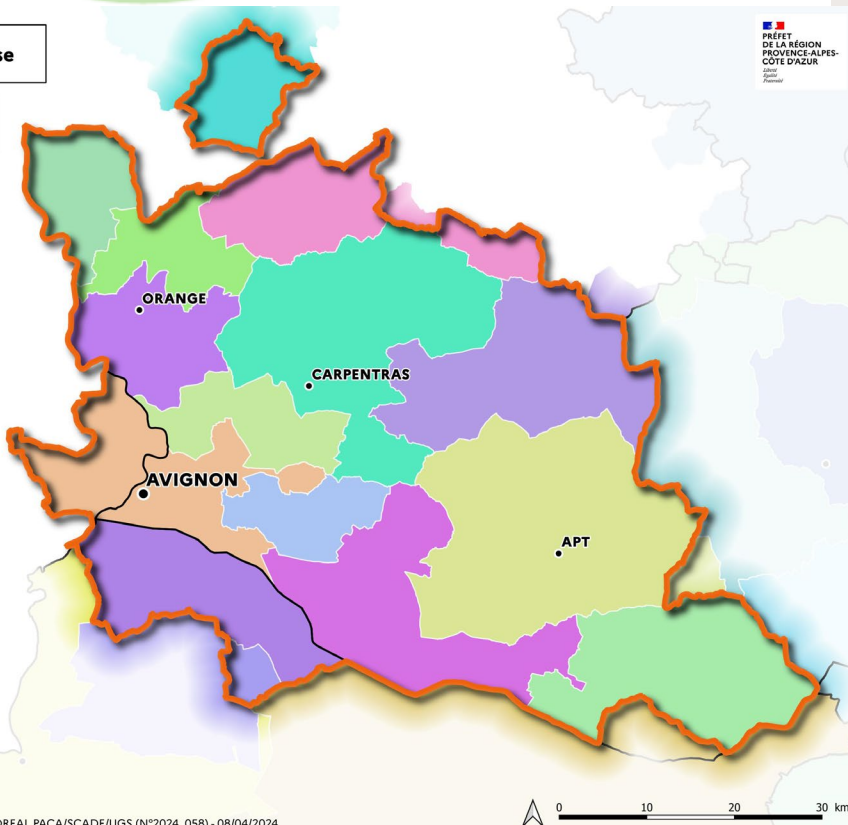 se
PRÉFET
DE LA RÉGION
PROVENCE-ALPES-
CÔTE D'AZUR
Liberté
Égalité
Fraternité
ORANGE
CARPENTRAS
AVIGNON
APT
0 10 20 30 km
DREAL PACA/SCADE/UGS (N°2024_058) - 08/04/2024